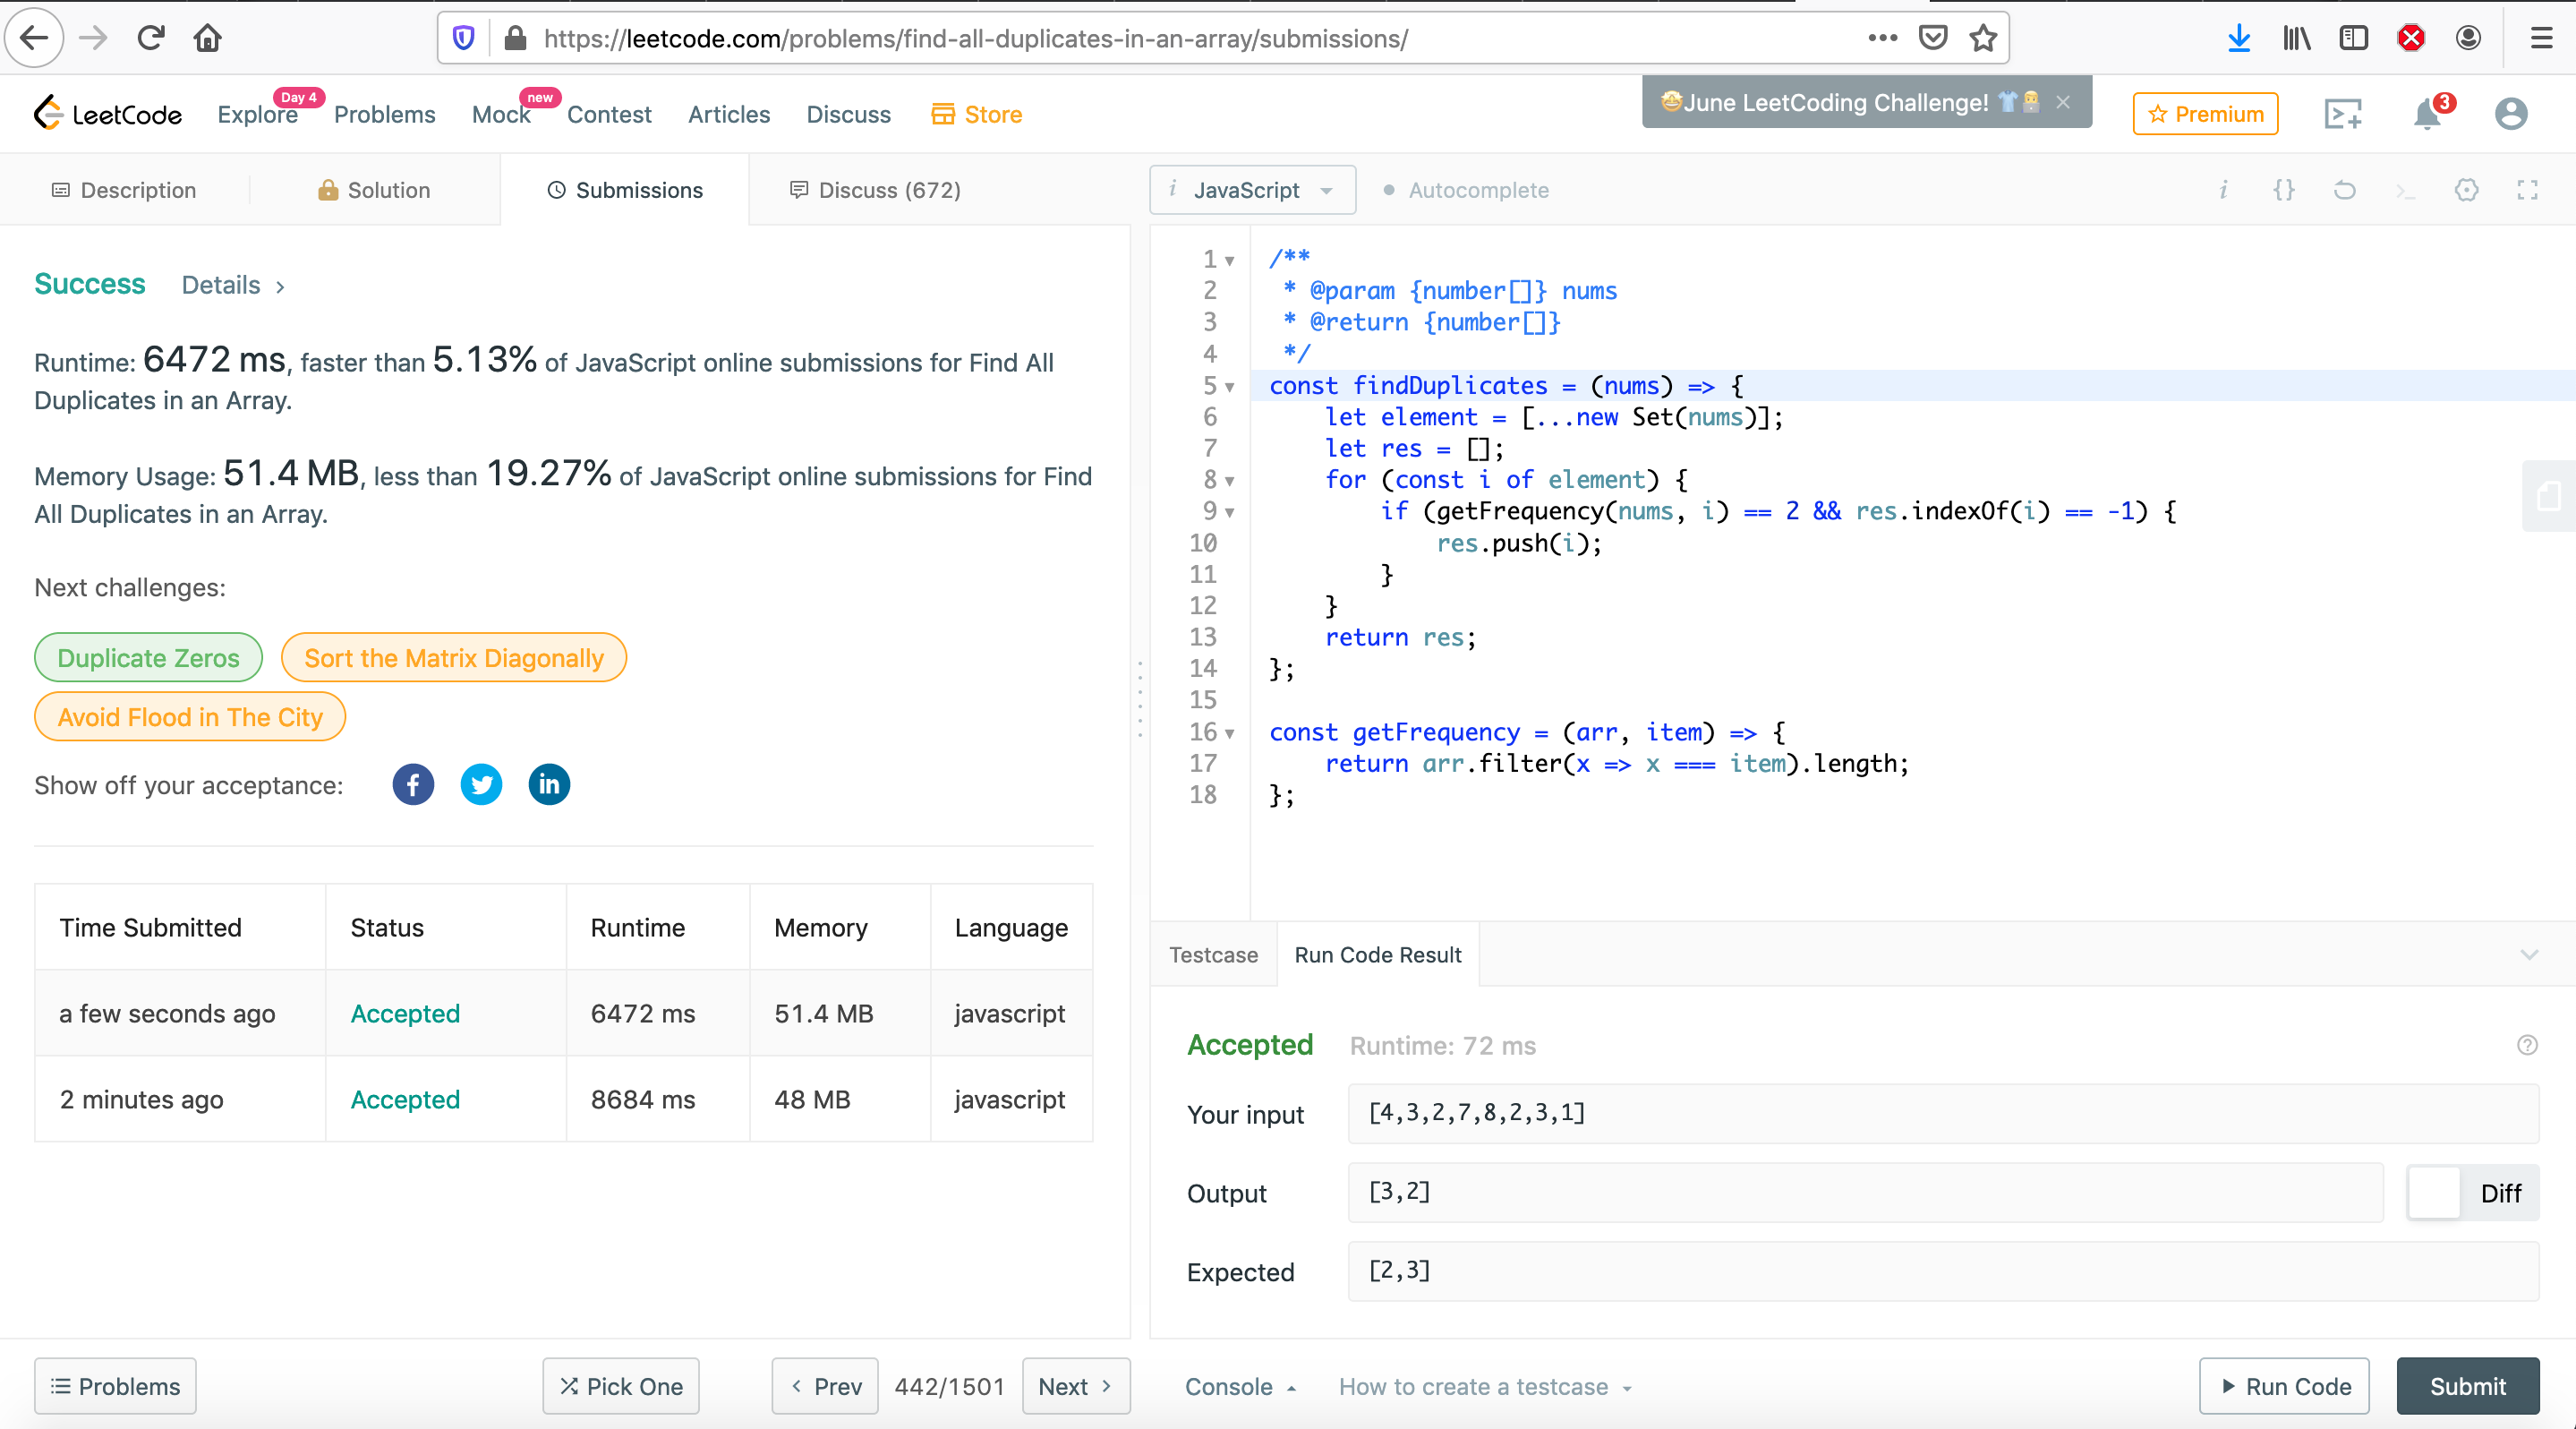 https://leetcode.com/problems/find-all-duplicates-in-an-array/submissions/
LeetCode
Explore
Day 4
Problems
Mock
new
Contest
Articles
Discuss
Store
🤩June LeetCoding Challenge!
Premium
3
Description
Solution
Submissions
Discuss (672)
i JavaScript
Autocomplete
Success Details >
Runtime: 6472 ms, faster than 5.13% of JavaScript online submissions for Find All
Duplicates in an Array.
Memory Usage: 51.4 MB, less than 19.27% of JavaScript online submissions for Find
All Duplicates in an Array.
Next challenges:
Duplicate Zeros
Sort the Matrix Diagonally
Avoid Flood in The City
Show off your acceptance:
Time Submitted Status Runtime Memory Language
a few seconds ago Accepted 6472 ms 51.4 MB javascript
2 minutes ago Accepted 8684 ms 48 MB javascript
Problems
Pick One
Prev
442/1501
Next
1 /**
2  * @param {number[]} nums
3  * @return {number[]}
4  */
5 const findDuplicates = (nums) => {
6     let element = [...new Set(nums)];
7     let res = [];
8     for (const i of element) {
9         if (getFrequency(nums, i) == 2 && res.indexOf(i) == -1) {
10             res.push(i);
11         }
12     }
13     return res;
14 };
15
16 const getFrequency = (arr, item) => {
17     return arr.filter(x => x === item).length;
18 };
Testcase
Run Code Result
Accepted Runtime: 72 ms
Your input [4,3,2,7,8,2,3,1]
Output [3,2]
Diff
Expected [2,3]
Console
How to create a testcase
Run Code
Submit